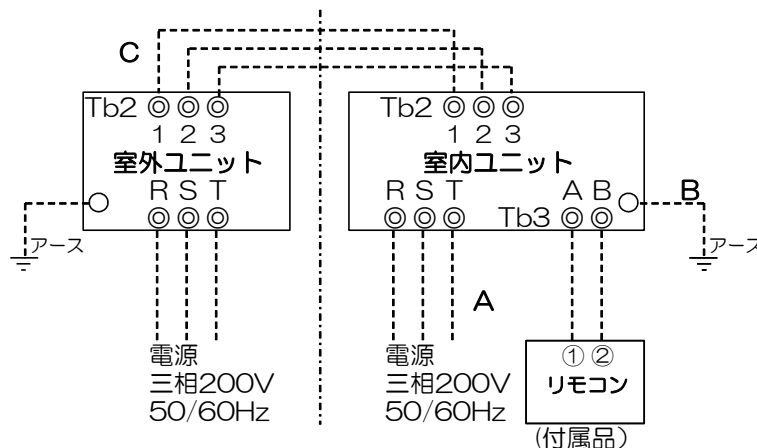 C
Tb2
1 2 3
室外ユニット
R S T
アース
電源
三相200V
50/60Hz
Tb2
1 2 3
室内ユニット
R S T
A B
Tb3
B
アース
A
電源
三相200V
50/60Hz
① ②
リモコン
(付属品)